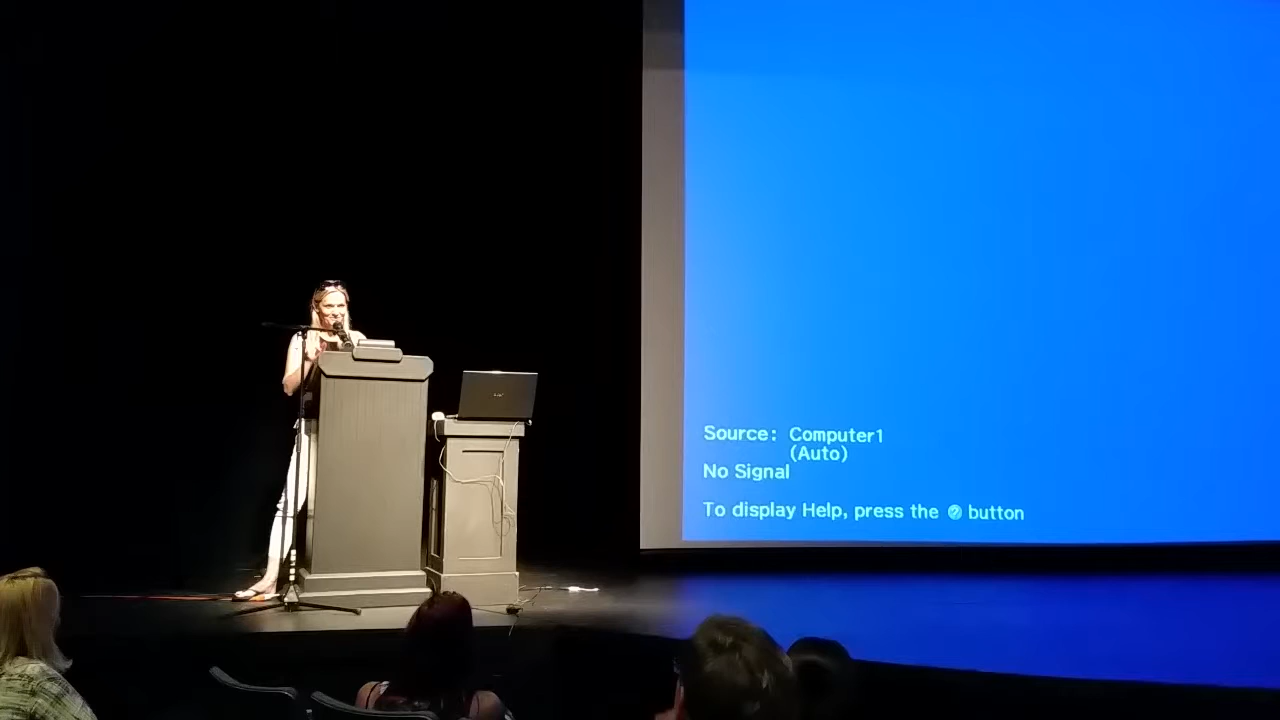 Source: Computer1
(Auto)
No Signal
To display Help, press the ? button